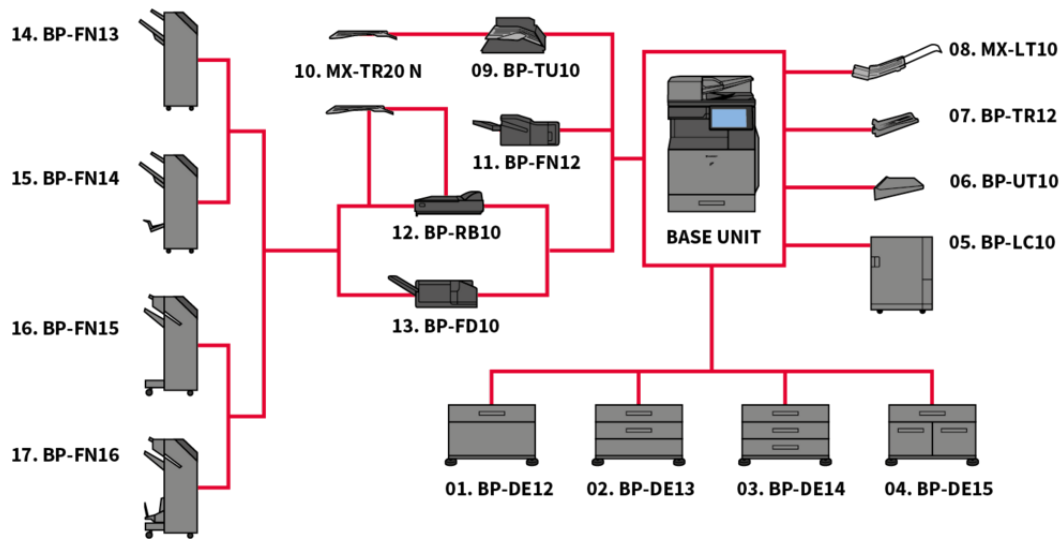 14. BP-FN13
10. MX-TR20 N
09. BP-TU10
08. MX-LT10
07. BP-TR12
15. BP-FN14
11. BP-FN12
06. BP-UT10
12. BP-RB10
BASE UNIT
05. BP-LC10
16. BP-FN15
13. BP-FD10
17. BP-FN16
01. BP-DE12
02. BP-DE13
03. BP-DE14
04. BP-DE15